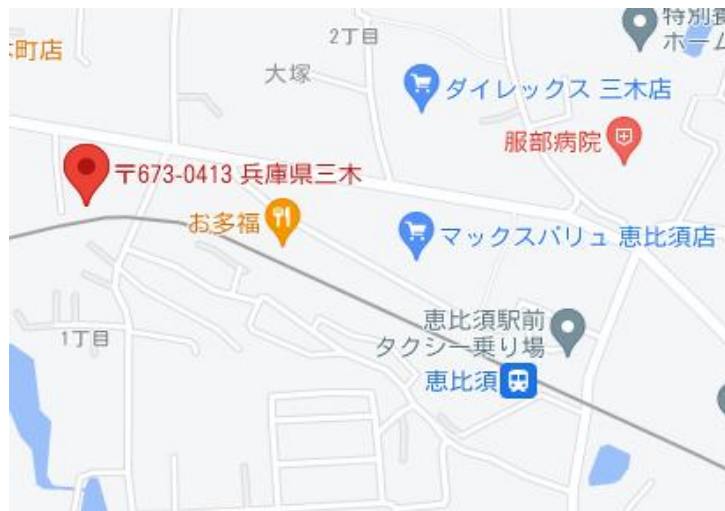 特別養
ホーム
2丁目
町店
大塚
ダイレックス 三木店
服部病院
〒673-0413 兵庫県三木
お多福
マックスバリュ 恵比須店
恵比須駅前
タクシー乗り場
1丁目
恵比須